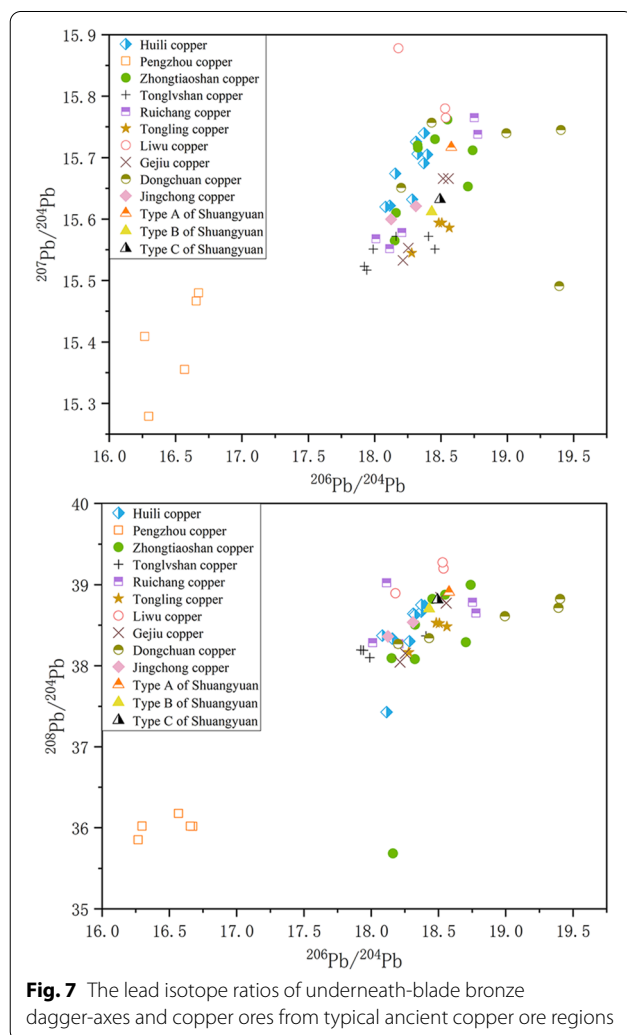 15.9
15.8
15.7
15.6
15.5
15.4
15.3
²⁰⁷Pb/²⁰⁴Pb
Huili copper
Pengzhou copper
Zhongtiaoshan copper
Tonglvshan copper
Ruichang copper
Tongling copper
Liwu copper
Gejiu copper
Dongchuan copper
Jingchong copper
Type A of Shuangyuan
Type B of Shuangyuan
Type C of Shuangyuan
16.0 16.5 17.0 17.5 18.0 18.5 19.0 19.5
²⁰⁶Pb/²⁰⁴Pb
40
39
38
37
36
35
²⁰⁸Pb/²⁰⁴Pb
Huili copper
Pengzhou copper
Zhongtiaoshan copper
Tonglvshan copper
Ruichang copper
Tongling copper
Liwu copper
Gejiu copper
Dongchuan copper
Jingchong copper
Type A of Shuangyuan
Type B of Shuangyuan
Type C of Shuangyuan
16.0 16.5 17.0 17.5 18.0 18.5 19.0 19.5
²⁰⁶Pb/²⁰⁴Pb
Fig. 7 The lead isotope ratios of underneath-blade bronze
dagger-axes and copper ores from typical ancient copper ore regions